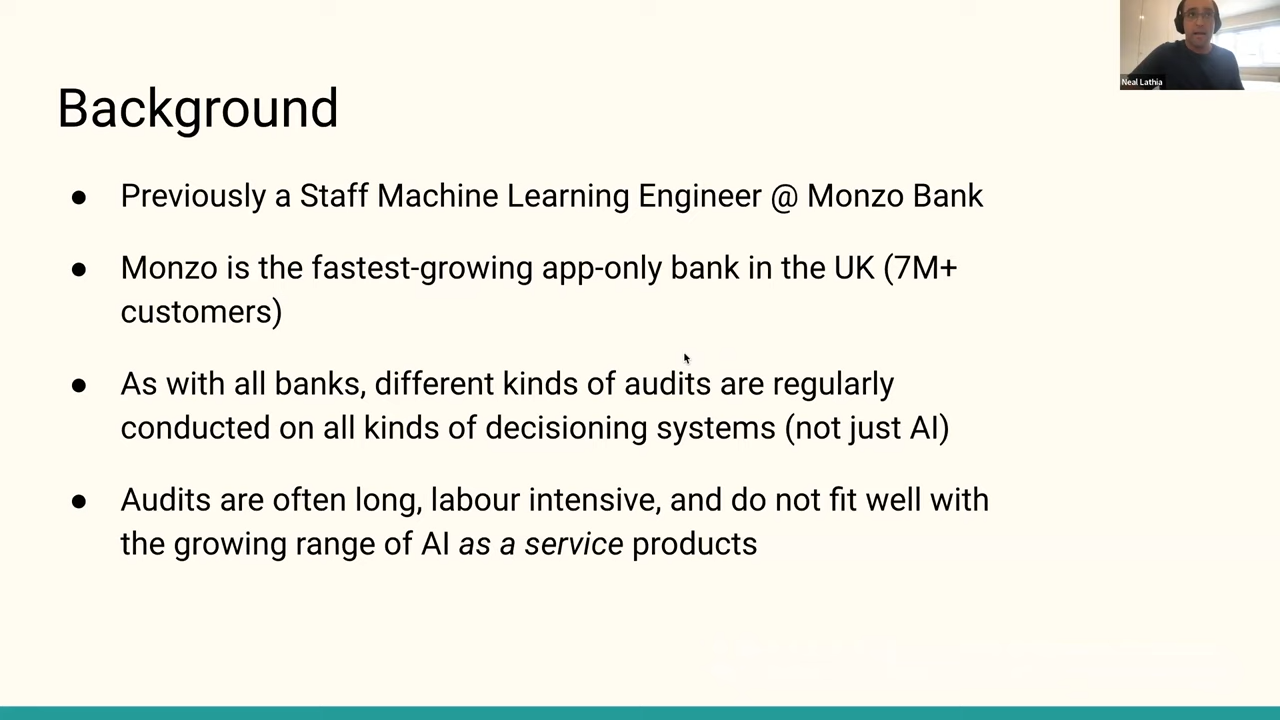 Neal Lathia
Background
● Previously a Staff Machine Learning Engineer @ Monzo Bank
● Monzo is the fastest-growing app-only bank in the UK (7M+
customers)
● As with all banks, different kinds of audits are regularly
conducted on all kinds of decisioning systems (not just AI)
● Audits are often long, labour intensive, and do not fit well with
the growing range of AI as a service products